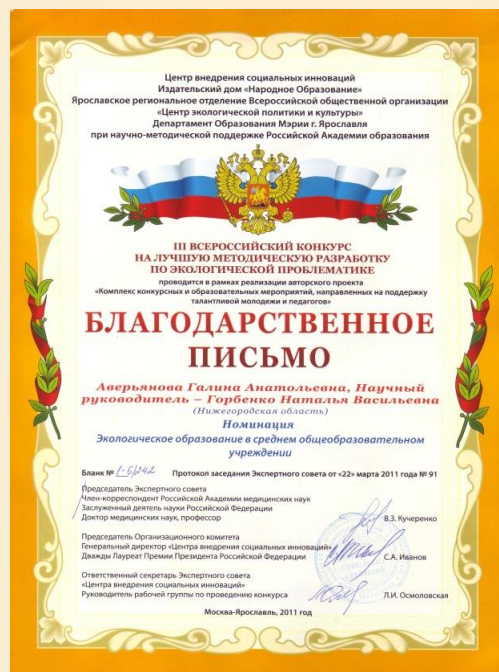 Центр внедрения социальных инноваций
Издательский дом «Народное Образование»
Ярославское региональное отделение Всероссийской общественной организации
«Центр экологической политики и культуры»
Департамент Образования Мэрии г. Ярославля
при научно-методической поддержке Российской Академии образования
III ВСЕРОССИЙСКИЙ КОНКУРС
НА ЛУЧШУЮ МЕТОДИЧЕСКУЮ РАЗРАБОТКУ
ПО ЭКОЛОГИЧЕСКОЙ ПРОБЛЕМАТИКЕ
проводится в рамках реализации авторского проекта
«Комплекс конкурсных и образовательных мероприятий, направленных на поддержку
талантливой молодежи и педагогов»
БЛАГОДАРСТВЕННОЕ
ПИСЬМО
Аверьянова Галина Анатольевна, Научный
руководитель – Горбенко Наталья Васильевна
(Нижегородская область)
Номинация
Экологическое образование в среднем общеобразовательном
учреждении
Бланк № 1-6/242 Протокол заседания Экспертного совета от «22» марта 2011 года № 91
Председатель Экспертного совета
Член-корреспондент Российской Академии медицинских наук
Заслуженный деятель науки Российской Федерации
Доктор медицинских наук, профессор В.З. Кучеренко
Председатель Организационного комитета
Генеральный директор «Центра внедрения социальных инноваций»
Дважды Лауреат Премии Президента Российской Федерации С.А. Иванов
Ответственный секретарь Экспертного совета
«Центра внедрения социальных инноваций»
Руководитель рабочей группы по проведению конкурса Л.И. Осмоловская
Москва-Ярославль, 2011 год